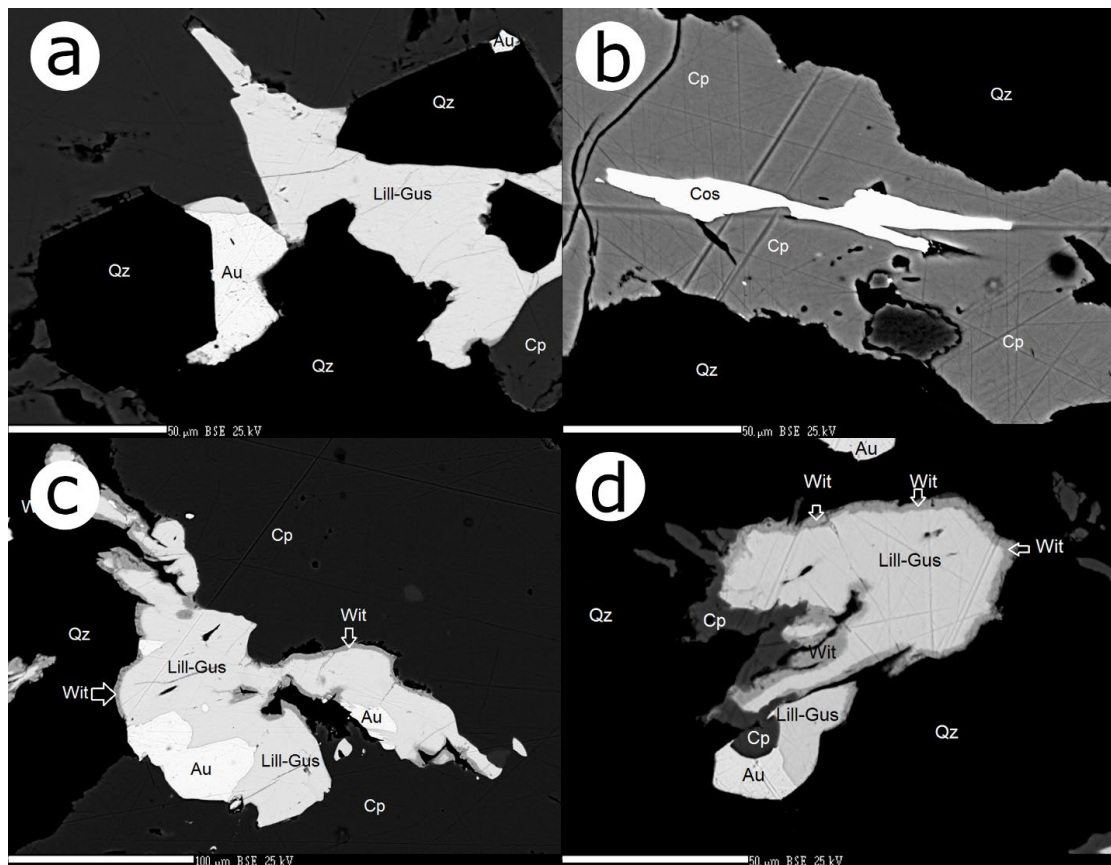 a
Au
Qz
Lill-Gus
Qz
Au
Cp
Qz
50 µm BSE 25.kV
b
Cp
Qz
Cos
Cp
Cp
Qz
50 µm BSE 25.kV
c
Cp
Wit
Qz
Lill-Gus
Wit
Au
Au
Lill-Gus
Cp
100 µm BSE 25.kV
d
Au
Wit
Wit
Wit
Lill-Gus
Qz
Cp
Wit
Lill-Gus
Cp
Qz
Au
50 µm BSE 25.kV